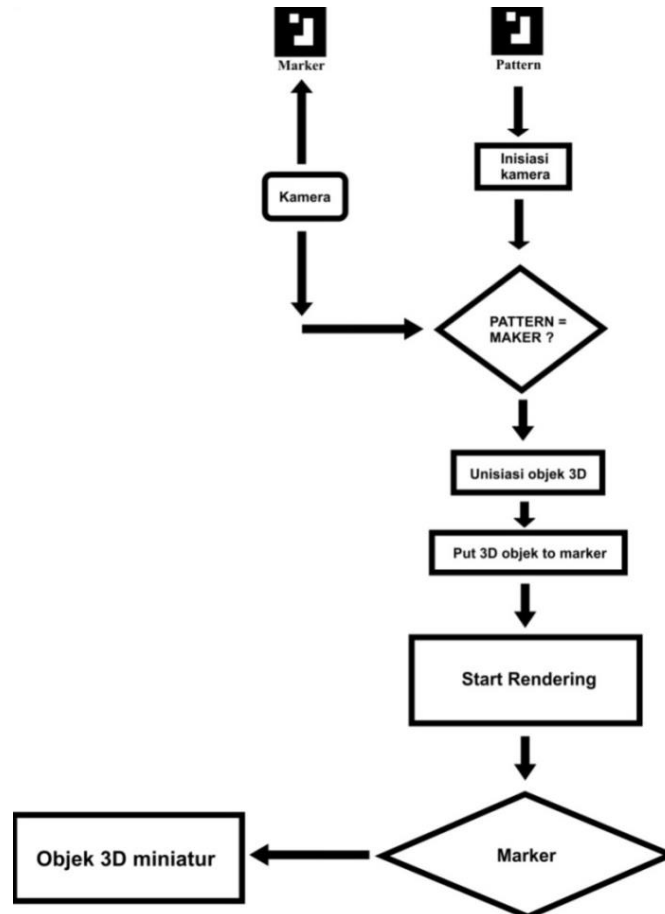 Marker
Pattern
Inisiasi
kamera
Kamera
PATTERN =
MAKER ?
Unisiasi objek 3D
Put 3D objek to marker
Start Rendering
Marker
Objek 3D miniatur